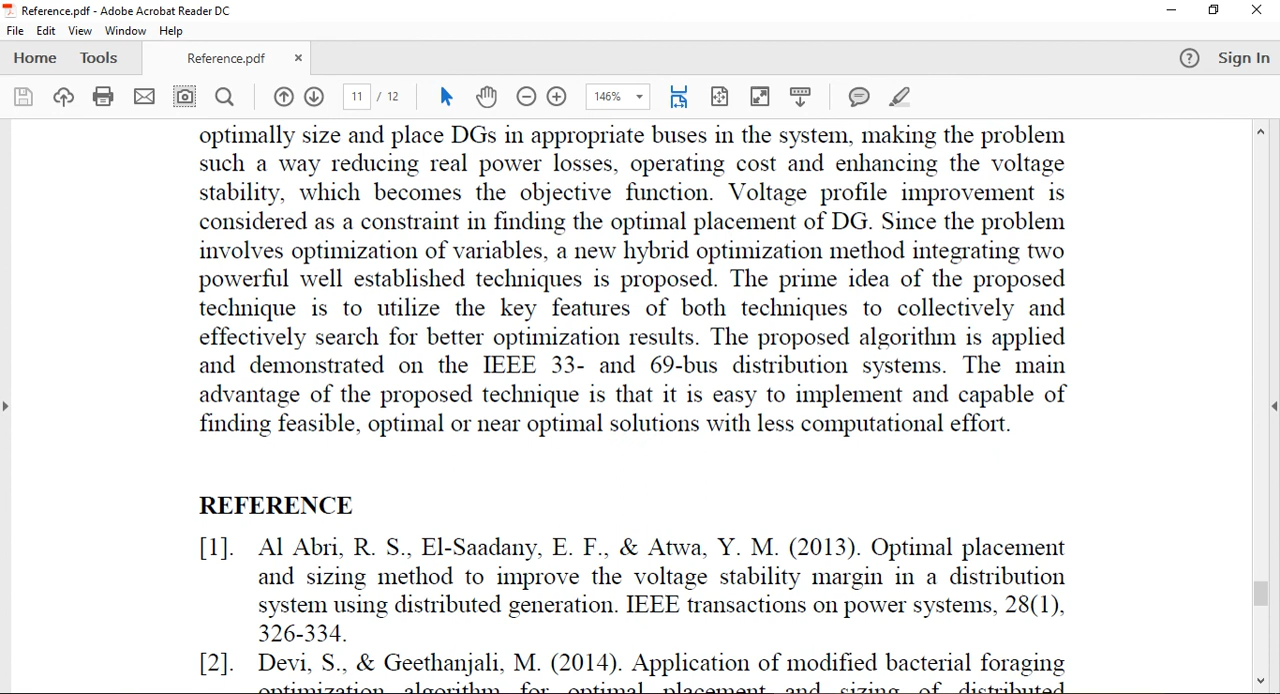 Reference.pdf - Adobe Acrobat Reader DC
File Edit View Window Help
Home Tools Reference.pdf × ? Sign In
11 / 12 146%
optimally size and place DGs in appropriate buses in the system, making the problem
such a way reducing real power losses, operating cost and enhancing the voltage
stability, which becomes the objective function. Voltage profile improvement is
considered as a constraint in finding the optimal placement of DG. Since the problem
involves optimization of variables, a new hybrid optimization method integrating two
powerful well established techniques is proposed. The prime idea of the proposed
technique is to utilize the key features of both techniques to collectively and
effectively search for better optimization results. The proposed algorithm is applied
and demonstrated on the IEEE 33- and 69-bus distribution systems. The main
advantage of the proposed technique is that it is easy to implement and capable of
finding feasible, optimal or near optimal solutions with less computational effort.
REFERENCE
[1]. Al Abri, R. S., El-Saadany, E. F., & Atwa, Y. M. (2013). Optimal placement
and sizing method to improve the voltage stability margin in a distribution
system using distributed generation. IEEE transactions on power systems, 28(1),
326-334.
[2]. Devi, S., & Geethanjali, M. (2014). Application of modified bacterial foraging
optimization algorithm for optimal placement and sizing of distributed